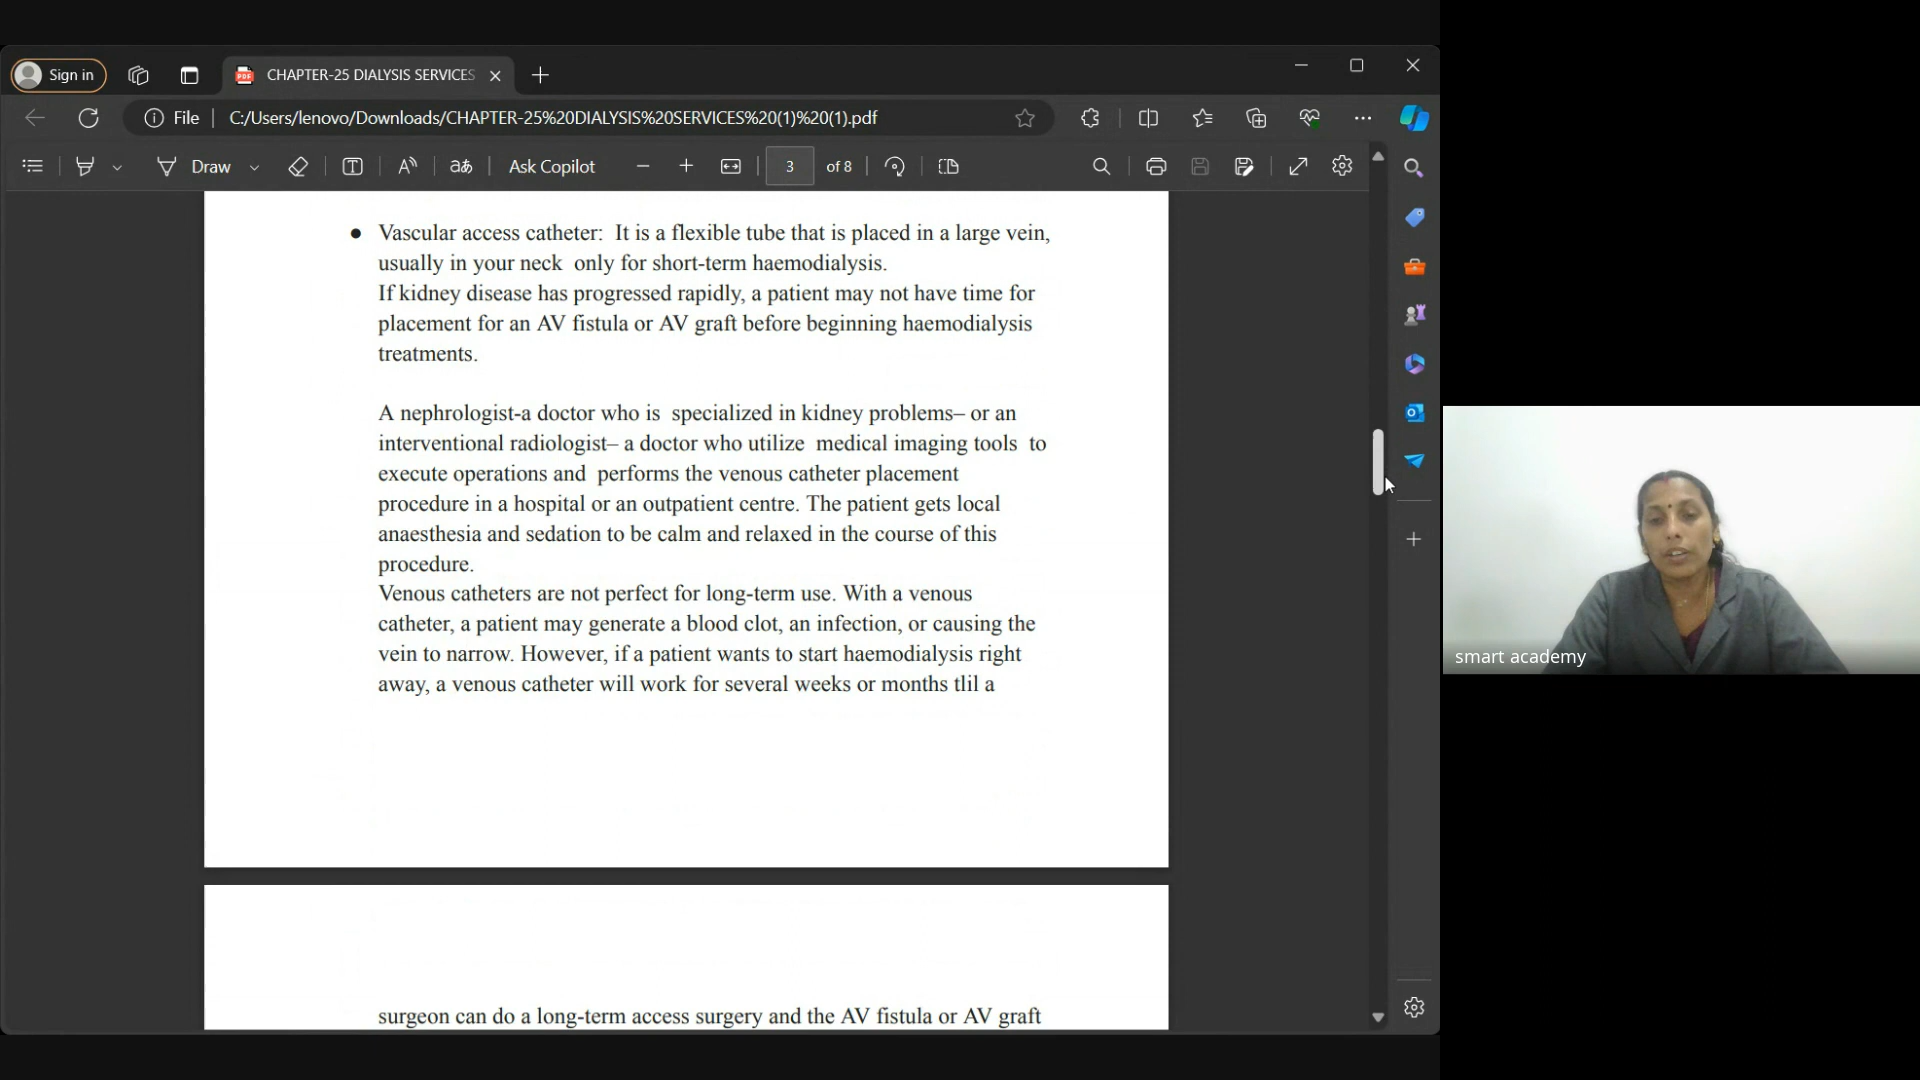 Sign in
CHAPTER-25 DIALYSIS SERVICES
File
C:/Users/lenovo/Downloads/CHAPTER-25%20DIALYSIS%20SERVICES%20(1)%20(1).pdf
Draw
Ask Copilot
3 of 8
● Vascular access catheter: It is a flexible tube that is placed in a large vein,
usually in your neck only for short-term haemodialysis.
If kidney disease has progressed rapidly, a patient may not have time for
placement for an AV fistula or AV graft before beginning haemodialysis
treatments.
A nephrologist-a doctor who is specialized in kidney problems– or an
interventional radiologist– a doctor who utilize medical imaging tools to
execute operations and performs the venous catheter placement
procedure in a hospital or an outpatient centre. The patient gets local
anaesthesia and sedation to be calm and relaxed in the course of this
procedure.
Venous catheters are not perfect for long-term use. With a venous
catheter, a patient may generate a blood clot, an infection, or causing the
vein to narrow. However, if a patient wants to start haemodialysis right
away, a venous catheter will work for several weeks or months tlil a
surgeon can do a long-term access surgery and the AV fistula or AV graft
smart academy